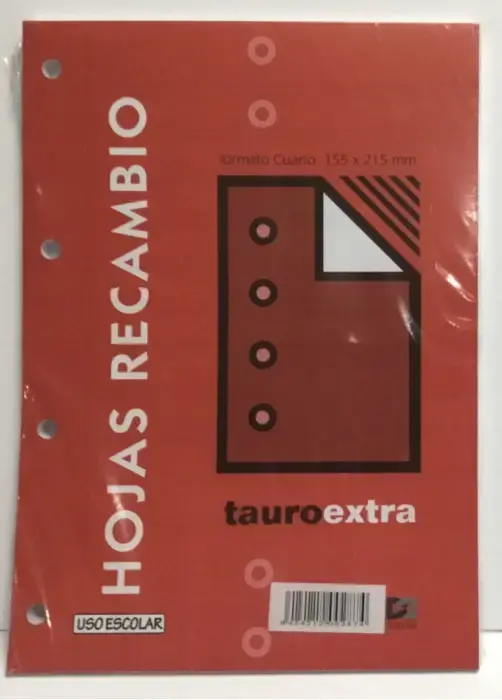 HOJAS RECAMBIO
formato Cuarto 155 x 215 mm
tauroextra
USO ESCOLAR